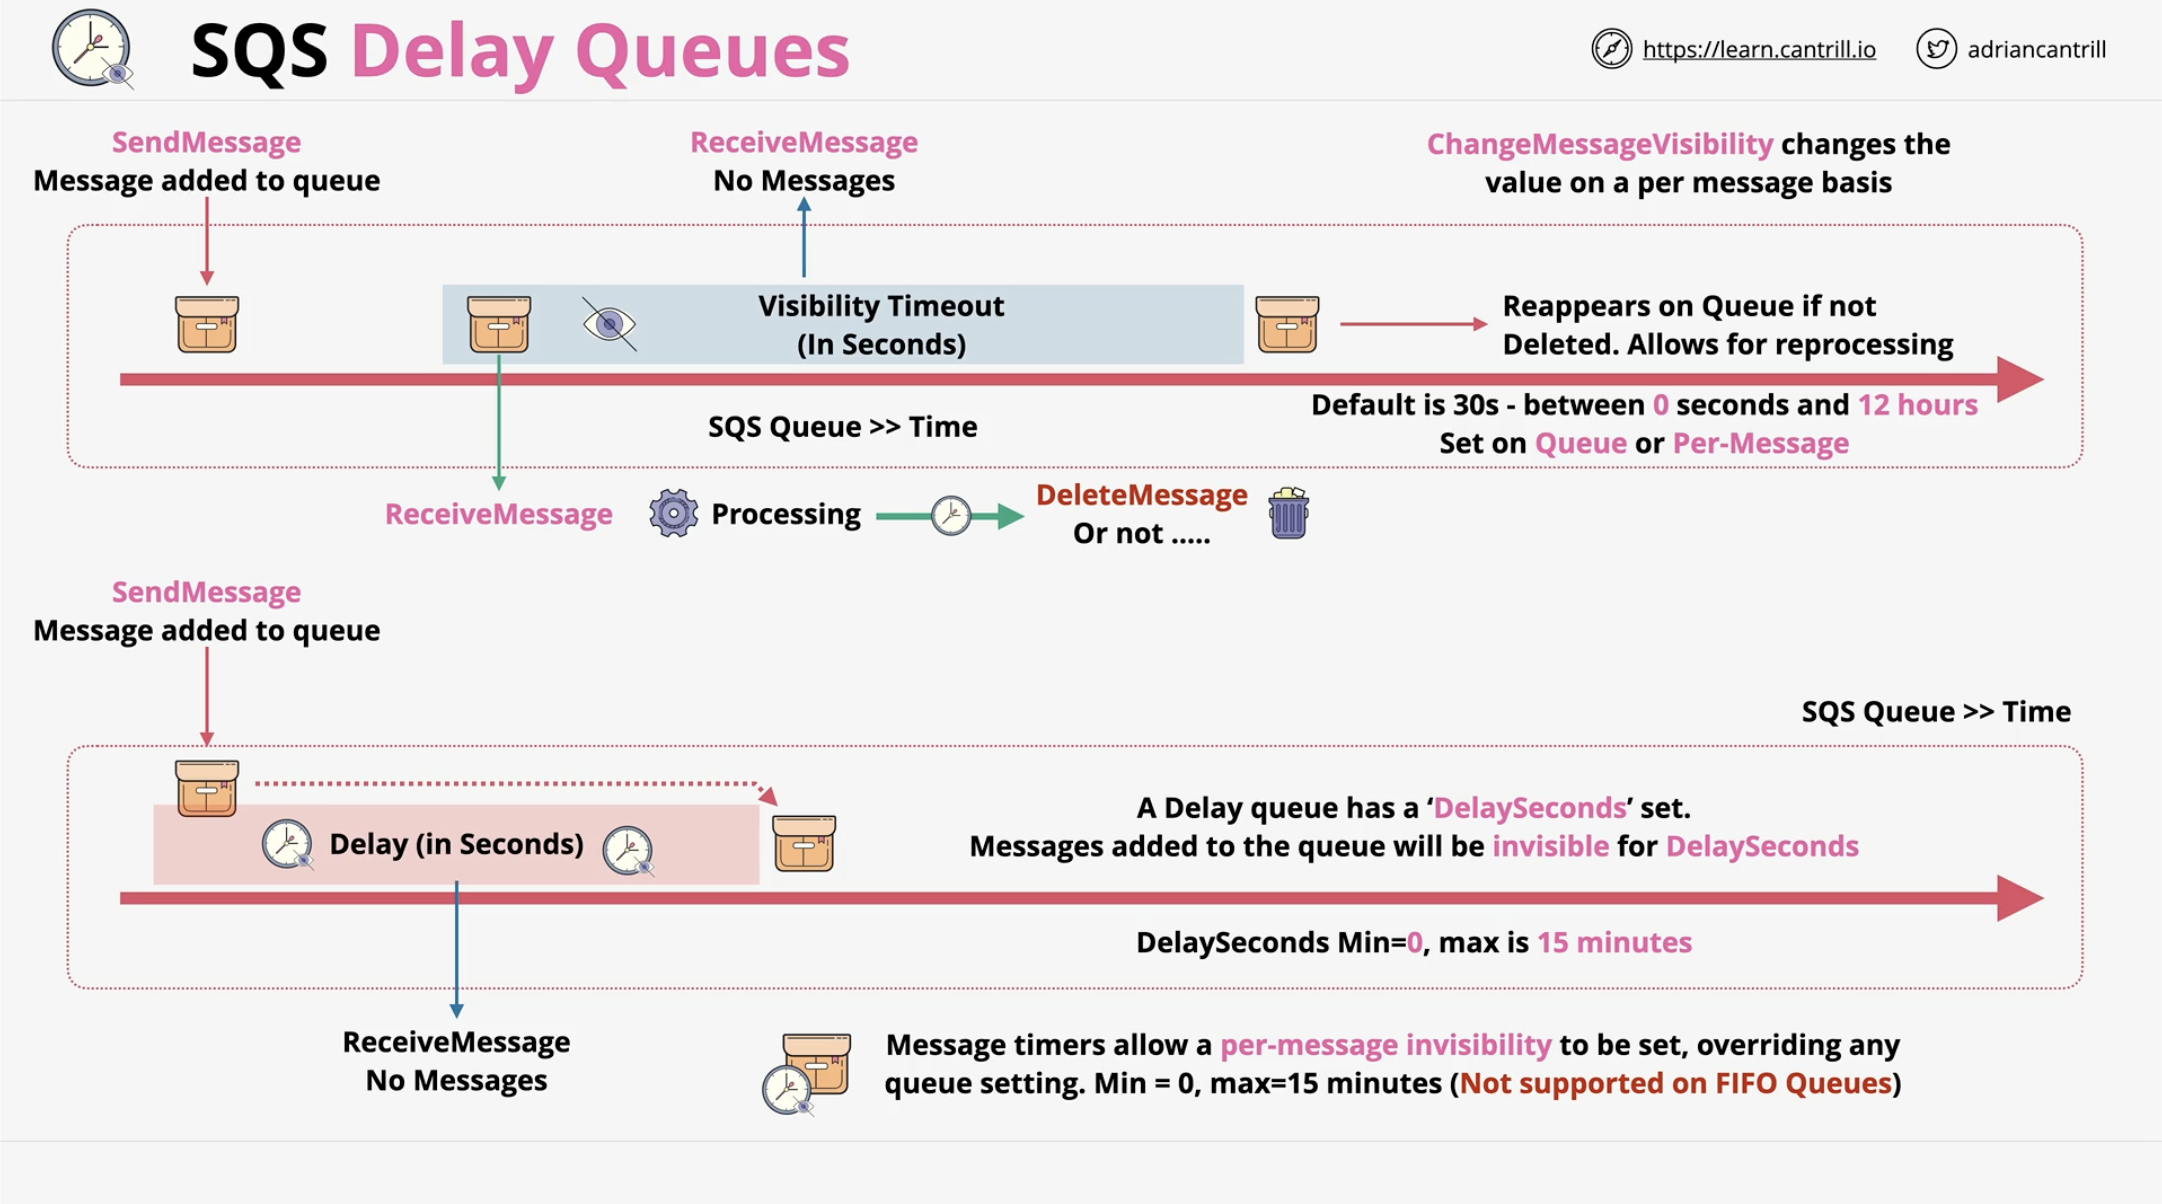 SQS Delay Queues
https://learn.cantrill.io
adriancantrill
SendMessage
Message added to queue
ReceiveMessage
No Messages
ChangeMessageVisibility changes the
value on a per message basis
Visibility Timeout
(In Seconds)
Reappears on Queue if not
Deleted. Allows for reprocessing
SQS Queue >> Time
Default is 30s - between 0 seconds and 12 hours
Set on Queue or Per-Message
ReceiveMessage
Processing
DeleteMessage
Or not .....
SendMessage
Message added to queue
SQS Queue >> Time
Delay (in Seconds)
A Delay queue has a ‘DelaySeconds’ set.
Messages added to the queue will be invisible for DelaySeconds
DelaySeconds Min=0, max is 15 minutes
ReceiveMessage
No Messages
Message timers allow a per-message invisibility to be set, overriding any
queue setting. Min = 0, max=15 minutes (Not supported on FIFO Queues)